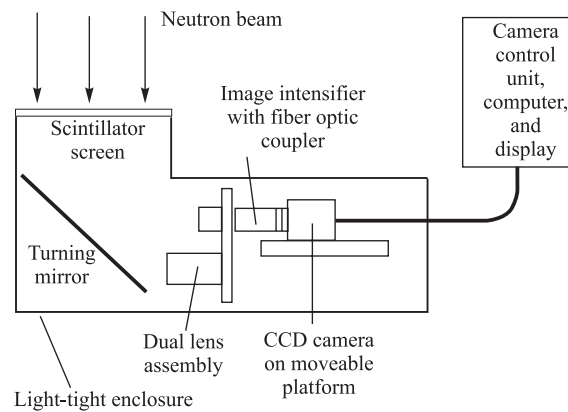 Neutron beam
Camera
control
unit,
computer,
and
display
Image intensifier
with fiber optic
coupler
Scintillator
screen
Turning
mirror
Dual lens
assembly
CCD camera
on moveable
platform
Light-tight enclosure